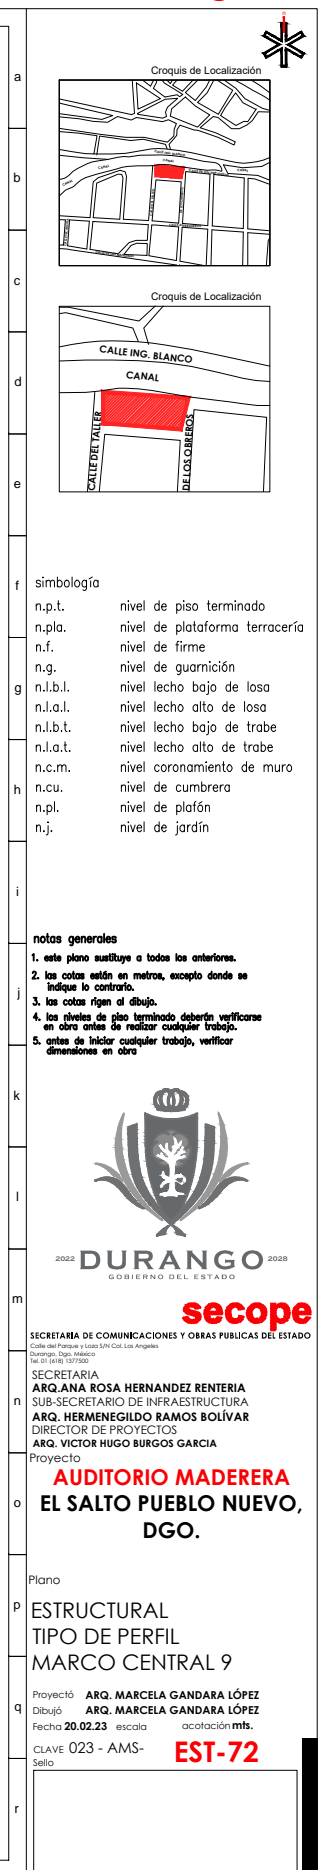 Croquis de Localización
a
b
CANAL
c
Croquis de Localización
CALLE ING. BLANCO
CANAL
CALLE DEL TALLER
DE LOS OBREROS
d
e
f
simbología
n.p.t. nivel de piso terminado
n.pla. nivel de plataforma terracería
n.f. nivel de firme
n.g. nivel de guarnición
g
n.l.b.l. nivel lecho bajo de losa
n.l.a.l. nivel lecho alto de losa
n.l.b.t. nivel lecho bajo de trabe
n.l.a.t. nivel lecho alto de trabe
n.c.m. nivel coronamiento de muro
h
n.cu. nivel de cumbrera
n.pl. nivel de plafón
n.j. nivel de jardín
i
notas generales
1. este plano sustituye a todos los anteriores.
2. las cotas están en metros, excepto donde se
indique lo contrario.
j
3. las cotas rigen al dibujo.
4. los niveles de piso terminado deberán verificarse
en obra antes de realizar cualquier trabajo.
5. antes de iniciar cualquier trabajo, verificar
dimensiones en obra
k
l
2022 DURANGO 2028
GOBIERNO DEL ESTADO
m
secope
SECRETARIA DE COMUNICACIONES Y OBRAS PUBLICAS DEL ESTADO
Calle del Parque y Loza S/N Col. Los Angeles
Durango, Dgo. México
Tel. 01 (618) 1377500
SECRETARIA
ARQ.ANA ROSA HERNANDEZ RENTERIA
n
SUB-SECRETARIO DE INFRAESTRUCTURA
ARQ. HERMENEGILDO RAMOS BOLÍVAR
DIRECTOR DE PROYECTOS
ARQ. VICTOR HUGO BURGOS GARCIA
Proyecto
AUDITORIO MADERERA
o
EL SALTO PUEBLO NUEVO,
DGO.
Plano
p
ESTRUCTURAL
TIPO DE PERFIL
MARCO CENTRAL 9
Proyectó ARQ. MARCELA GANDARA LÓPEZ
q
Dibujó ARQ. MARCELA GANDARA LÓPEZ
Fecha 20.02.23 escala acotación mts.
CLAVE 023 - AMS- EST-72
Sello
r